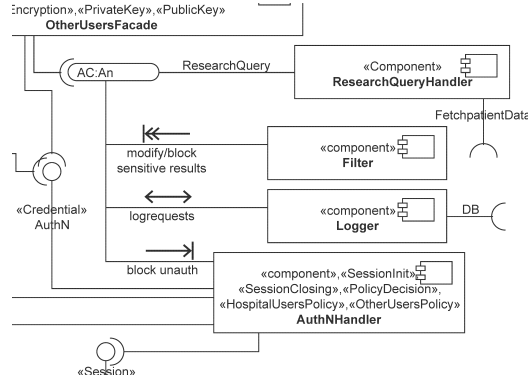 Encryption»,«PrivateKey»,«PublicKey»
OtherUsersFacade
AC:An
ResearchQuery
«Component»
ResearchQueryHandler
FetchpatientData
modify/block
sensitive results
«component»
Filter
«Credential»
AuthN
logrequests
«component»
Logger
DB
block unauth
«component»,«SessionInit»,
«SessionClosing»,«PolicyDecision»,
«HospitalUsersPolicy»,«OtherUsersPolicy»
AuthNHandler
«Session»